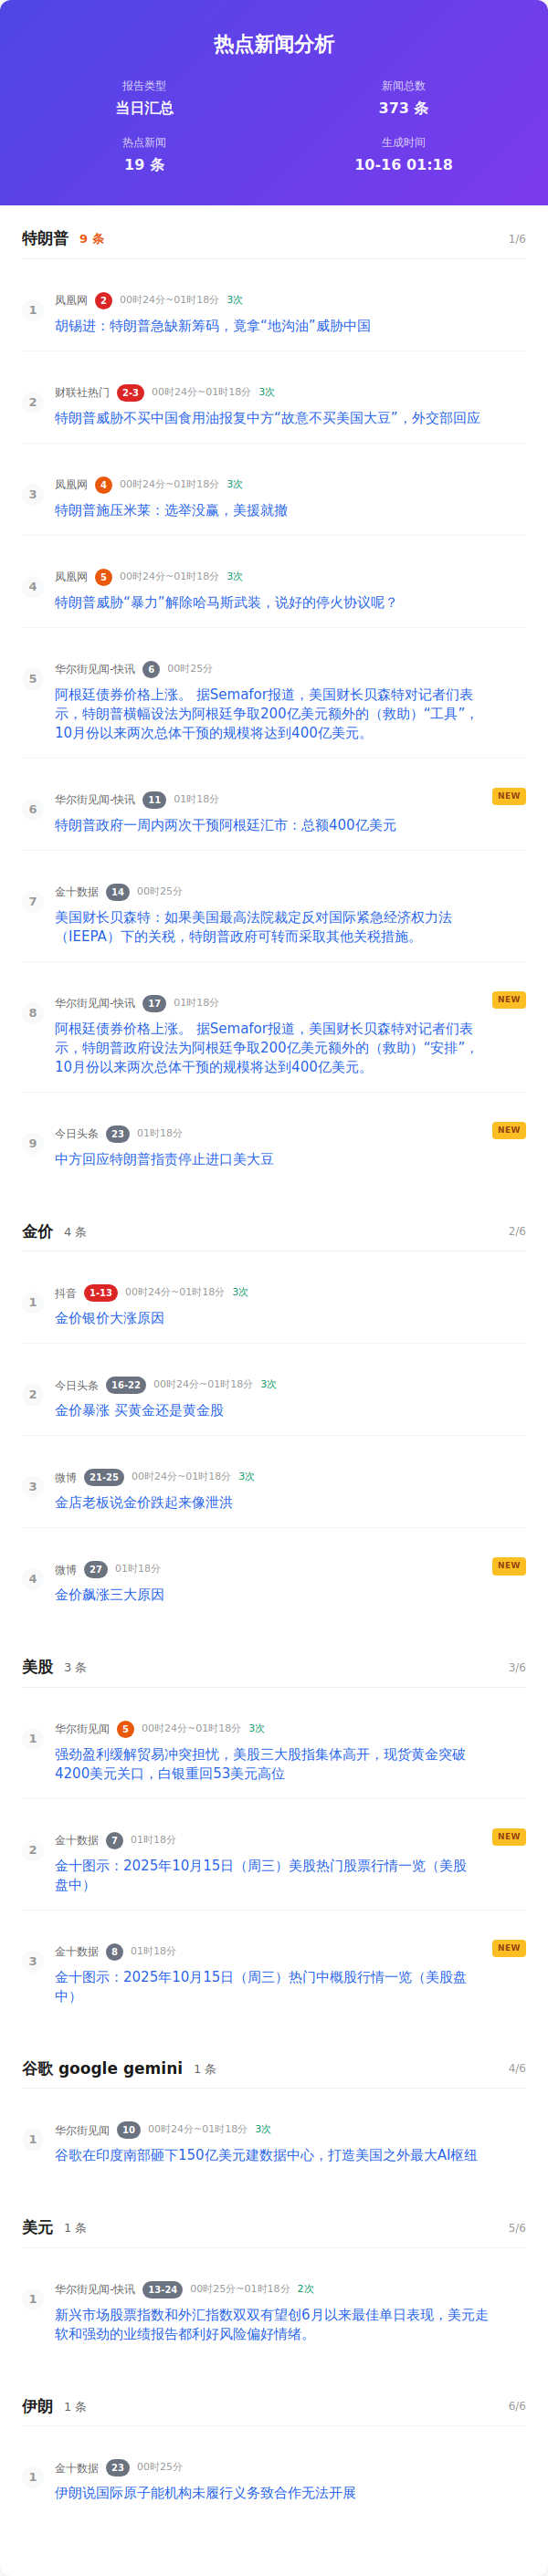 热点新闻分析
报告类型
当日汇总
新闻总数
373 条
热点新闻
19 条
生成时间
10-16 01:18
特朗普 9 条 1/6
1
凤凰网 2 00时24分~01时18分 3次
胡锡进：特朗普急缺新筹码，竟拿“地沟油”威胁中国
2
财联社热门 2-3 00时24分~01时18分 3次
特朗普威胁不买中国食用油报复中方“故意不买美国大豆”，外交部回应
3
凤凰网 4 00时24分~01时18分 3次
特朗普施压米莱：选举没赢，美援就撤
4
凤凰网 5 00时24分~01时18分 3次
特朗普威胁“暴力”解除哈马斯武装，说好的停火协议呢？
5
华尔街见闻-快讯 6 00时25分
阿根廷债券价格上涨。 据Semafor报道，美国财长贝森特对记者们表
示，特朗普横幅设法为阿根廷争取200亿美元额外的（救助）“工具”，
10月份以来两次总体干预的规模将达到400亿美元。
6
华尔街见闻-快讯 11 01时18分 NEW
特朗普政府一周内两次干预阿根廷汇市：总额400亿美元
7
金十数据 14 00时25分
美国财长贝森特：如果美国最高法院裁定反对国际紧急经济权力法
（IEEPA）下的关税，特朗普政府可转而采取其他关税措施。
8
华尔街见闻-快讯 17 01时18分 NEW
阿根廷债券价格上涨。 据Semafor报道，美国财长贝森特对记者们表
示，特朗普政府设法为阿根廷争取200亿美元额外的（救助）“安排”，
10月份以来两次总体干预的规模将达到400亿美元。
9
今日头条 23 01时18分 NEW
中方回应特朗普指责停止进口美大豆
金价 4 条 2/6
1
抖音 1-13 00时24分~01时18分 3次
金价银价大涨原因
2
今日头条 16-22 00时24分~01时18分 3次
金价暴涨 买黄金还是黄金股
3
微博 21-25 00时24分~01时18分 3次
金店老板说金价跌起来像泄洪
4
微博 27 01时18分 NEW
金价飙涨三大原因
美股 3 条 3/6
1
华尔街见闻 5 00时24分~01时18分 3次
强劲盈利缓解贸易冲突担忧，美股三大股指集体高开，现货黄金突破
4200美元关口，白银重回53美元高位
2
金十数据 7 01时18分 NEW
金十图示：2025年10月15日（周三）美股热门股票行情一览（美股
盘中）
3
金十数据 8 01时18分 NEW
金十图示：2025年10月15日（周三）热门中概股行情一览（美股盘
中）
谷歌 google gemini 1 条 4/6
1
华尔街见闻 10 00时24分~01时18分 3次
谷歌在印度南部砸下150亿美元建数据中心，打造美国之外最大AI枢纽
美元 1 条 5/6
1
华尔街见闻-快讯 13-24 00时25分~01时18分 2次
新兴市场股票指数和外汇指数双双有望创6月以来最佳单日表现，美元走
软和强劲的业绩报告都利好风险偏好情绪。
伊朗 1 条 6/6
1
金十数据 23 00时25分
伊朗说国际原子能机构未履行义务致合作无法开展